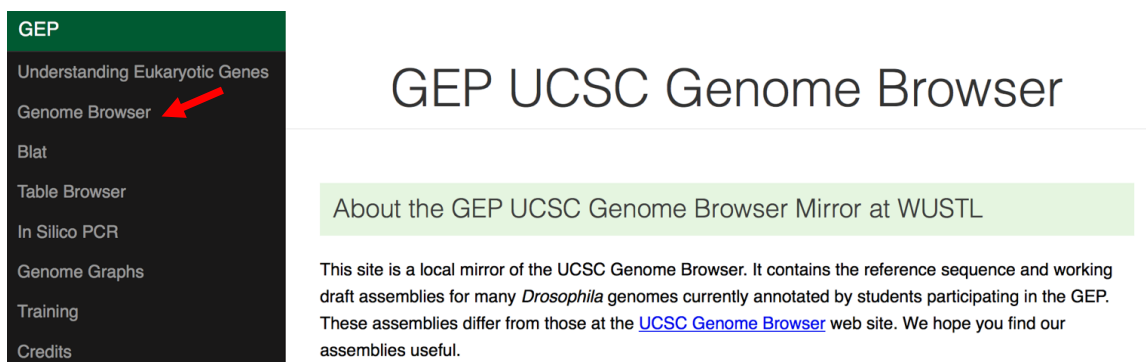 GEP
Understanding Eukaryotic Genes
Genome Browser
Blat
Table Browser
In Silico PCR
Genome Graphs
Training
Credits
GEP UCSC Genome Browser
About the GEP UCSC Genome Browser Mirror at WUSTL
This site is a local mirror of the UCSC Genome Browser. It contains the reference sequence and working
draft assemblies for many Drosophila genomes currently annotated by students participating in the GEP.
These assemblies differ from those at the UCSC Genome Browser web site. We hope you find our
assemblies useful.